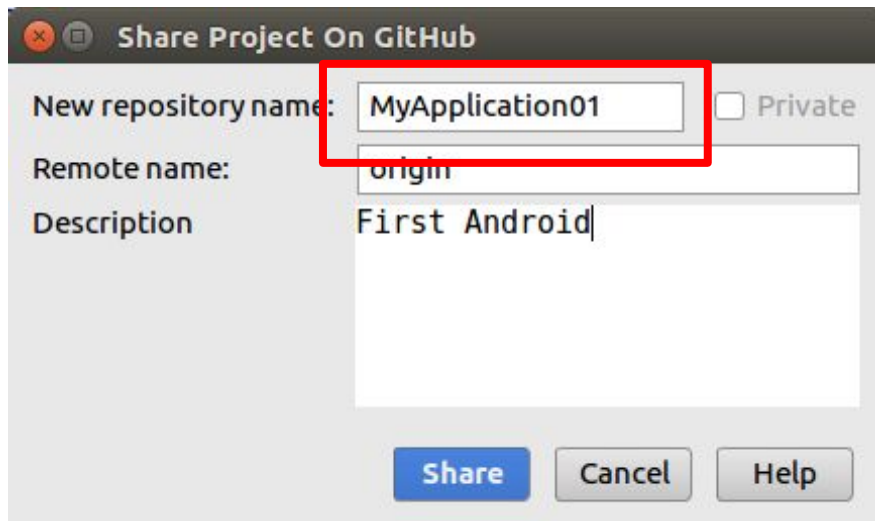 Share Project On GitHub
New repository name: MyApplication01 Private
Remote name: origin
Description First Android
Share Cancel Help